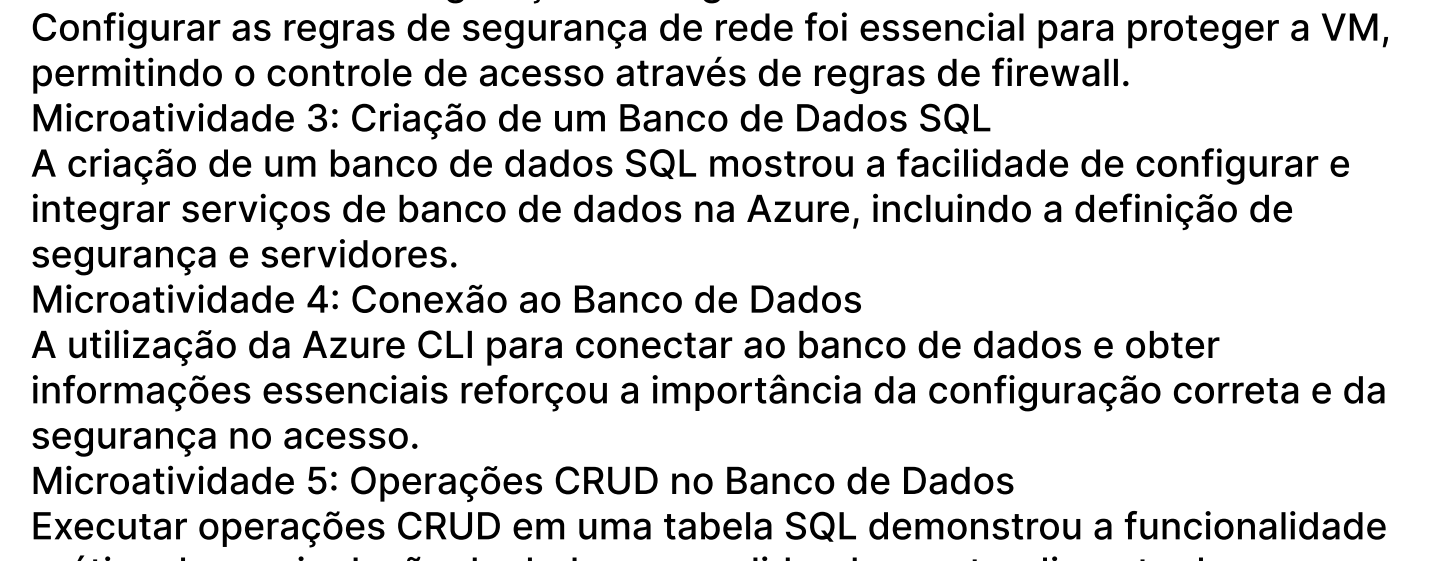 Configurar as regras de segurança de rede foi essencial para proteger a VM,
permitindo o controle de acesso através de regras de firewall.
Microatividade 3: Criação de um Banco de Dados SQL
A criação de um banco de dados SQL mostrou a facilidade de configurar e
integrar serviços de banco de dados na Azure, incluindo a definição de
segurança e servidores.
Microatividade 4: Conexão ao Banco de Dados
A utilização da Azure CLI para conectar ao banco de dados e obter
informações essenciais reforçou a importância da configuração correta e da
segurança no acesso.
Microatividade 5: Operações CRUD no Banco de Dados
Executar operações CRUD em uma tabela SQL demonstrou a funcionalidade